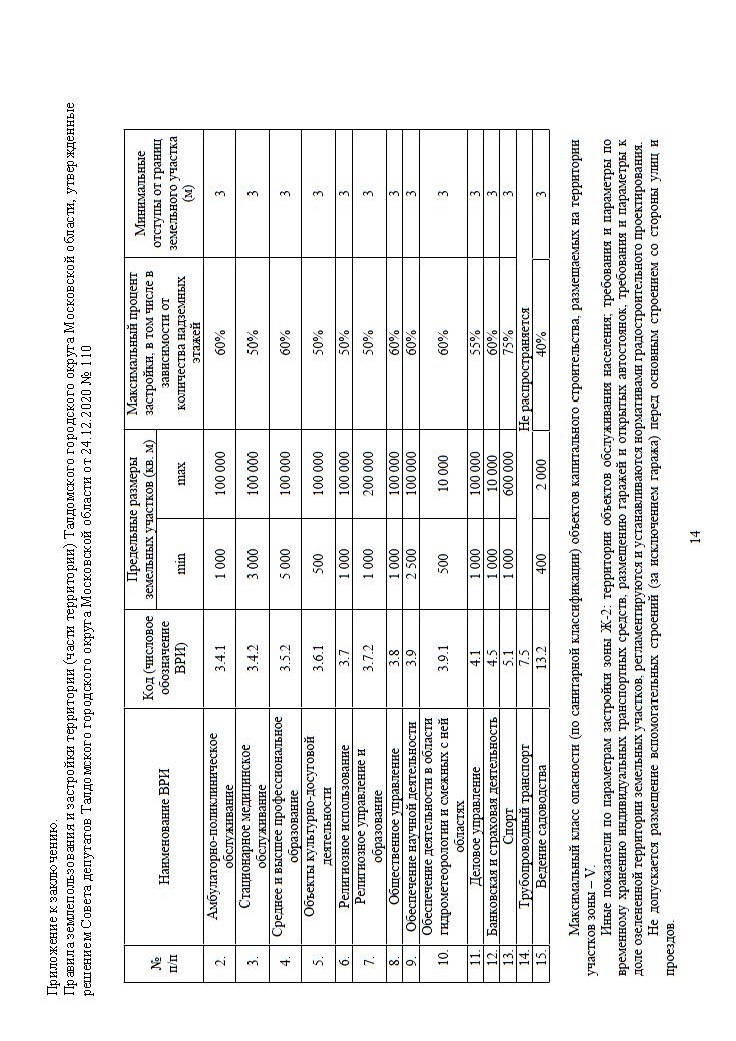 Приложение к заключению.
Правила землепользования и застройки территории (части территории) Талдомского городского округа Московской области, утвержденные
решением Совета депутатов Талдомского городского округа Московской области от 24.12.2020 № 110
№ п/п
Наименование ВРИ
Код (числовое обозначение ВРИ)
Предельные размеры земельных участков (кв. м)
min
max
Максимальный процент застройки, в том числе в зависимости от количества надземных этажей
Минимальные отступы от границ земельного участка (м)
2. Амбулаторно-поликлиническое обслуживание 3.4.1 1 000 100 000 60% 3
3. Стационарное медицинское обслуживание 3.4.2 3 000 100 000 50% 3
4. Среднее и высшее профессиональное образование 3.5.2 5 000 100 000 60% 3
5. Объекты культурно-досуговой деятельности 3.6.1 500 100 000 50% 3
6. Религиозное использование 3.7 1 000 100 000 50% 3
7. Религиозное управление и образование 3.7.2 1 000 200 000 50% 3
8. Общественное управление 3.8 1 000 100 000 60% 3
9. Обеспечение научной деятельности 3.9 2 500 100 000 60% 3
10. Обеспечение деятельности в области гидрометеорологии и смежных с ней областях 3.9.1 500 10 000 60% 3
11. Деловое управление 4.1 1 000 100 000 55% 3
12. Банковская и страховая деятельность 4.5 1 000 10 000 60% 3
13. Спорт 5.1 1 000 600 000 75% 3
14. Трубопроводный транспорт 7.5 Не распространяется
15. Ведение садоводства 13.2 400 2 000 40% 3
Максимальный класс опасности (по санитарной классификации) объектов капитального строительства, размещаемых на территории
участков зоны – V.
Иные показатели по параметрам застройки зоны Ж-2: территории объектов обслуживания населения; требования и параметры по
временному хранению индивидуальных транспортных средств, размещению гаражей и открытых автостоянок, требования и параметры к
доле озелененной территории земельных участков, регламентируются и устанавливаются нормативами градостроительного проектирования.
Не допускается размещение вспомогательных строений (за исключением гаража) перед основным строением со стороны улиц и
проездов.
14